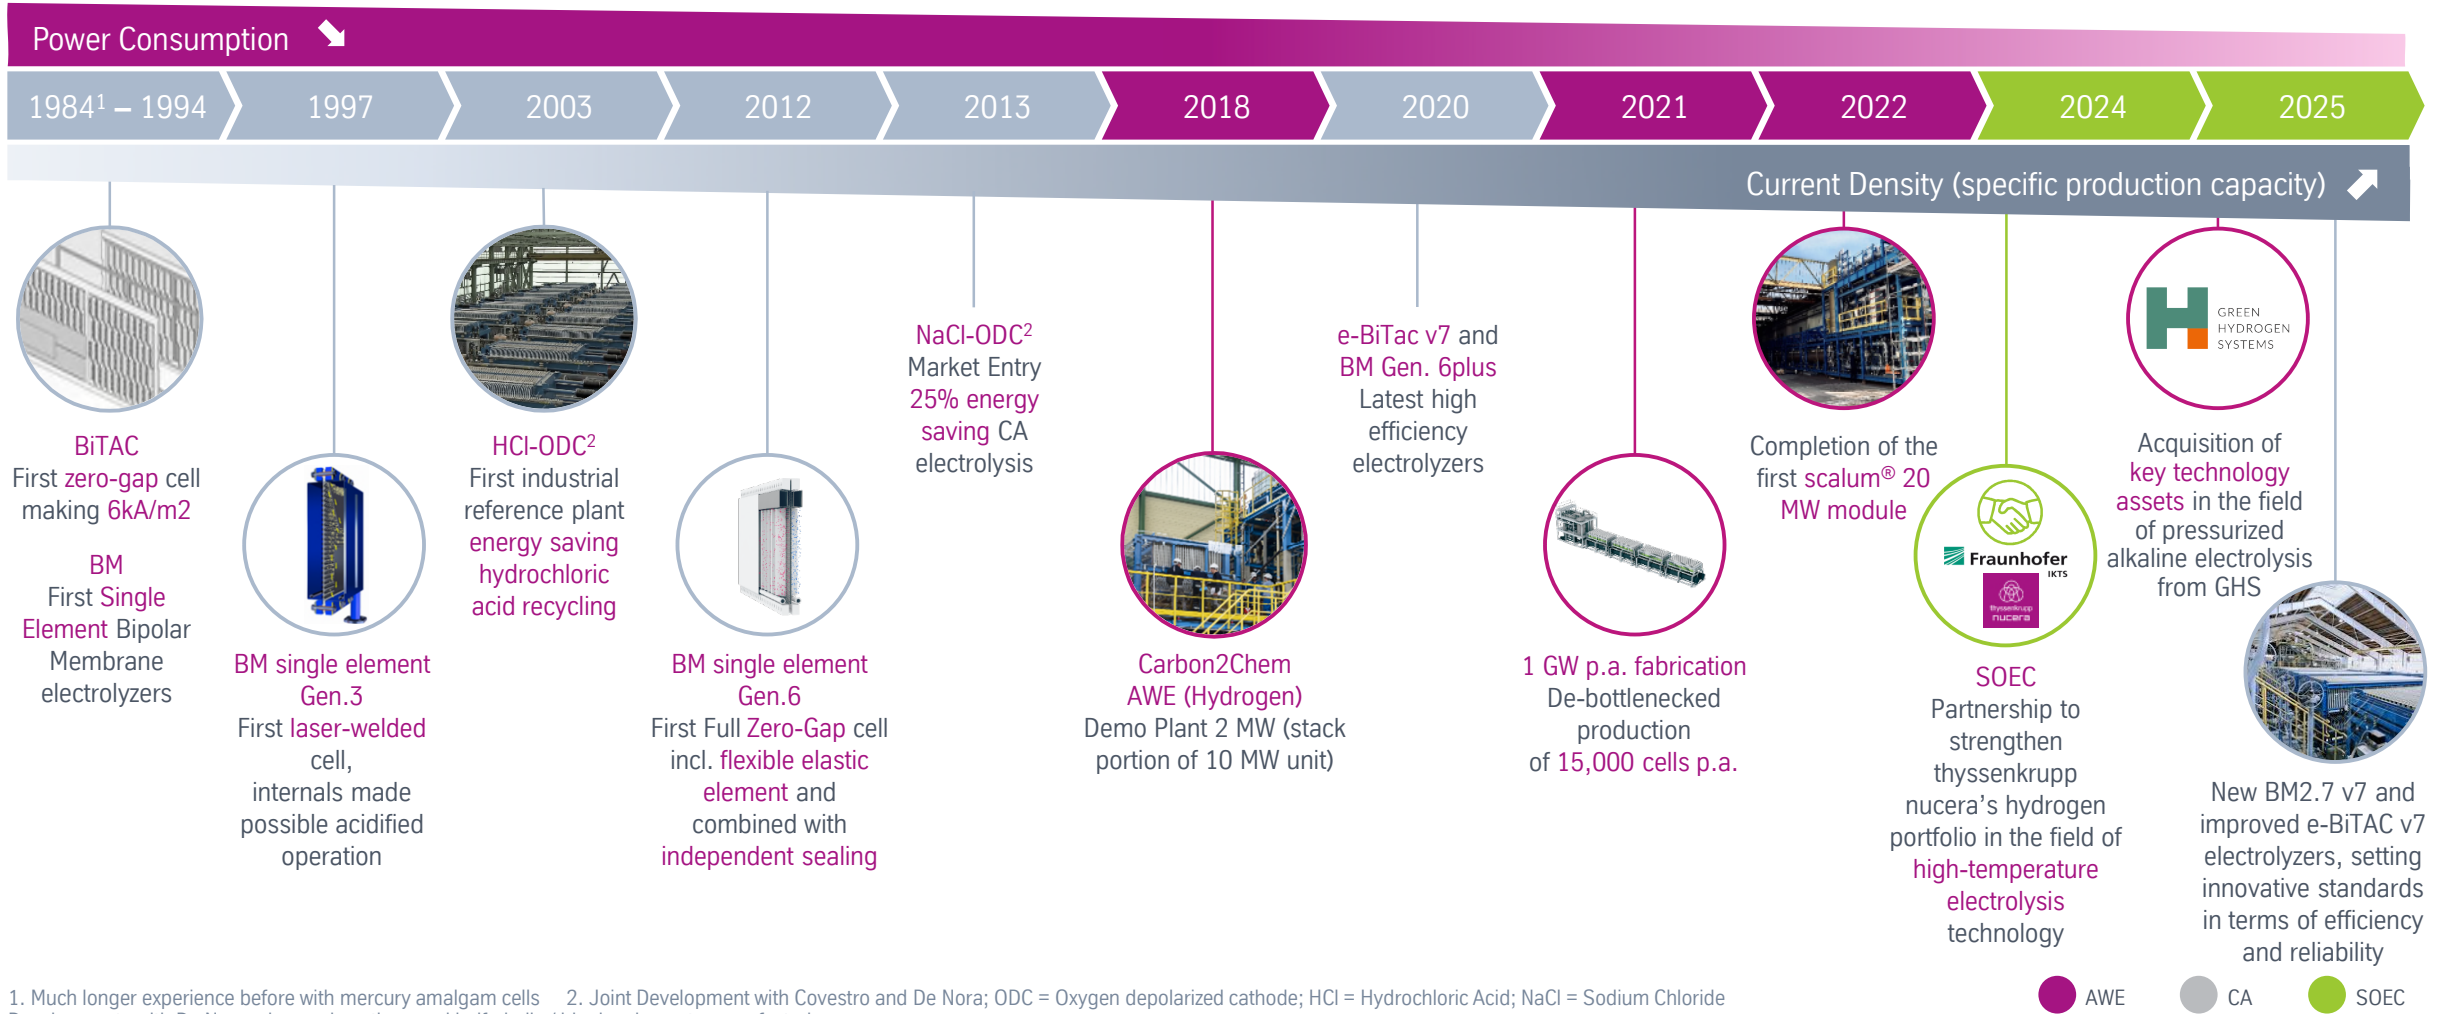 Power Consumption
1984¹ – 1994
1997
2003
2012
2013
2018
2020
2021
2022
2024
2025
Current Density (specific production capacity)
BiTAC
First zero-gap cell
making 6kA/m2
BM
First Single
Element Bipolar
Membrane
electrolyzers
BM single element
Gen.3
First laser-welded
cell,
internals made
possible acidified
operation
HCl-ODC²
First industrial
reference plant
energy saving
hydrochloric
acid recycling
BM single element
Gen.6
First Full Zero-Gap cell
incl. flexible elastic
element and
combined with
independent sealing
NaCl-ODC²
Market Entry
25% energy
saving CA
electrolysis
Carbon2Chem
AWE (Hydrogen)
Demo Plant 2 MW (stack
portion of 10 MW unit)
e-BiTac v7 and
BM Gen. 6plus
Latest high
efficiency
electrolyzers
1 GW p.a. fabrication
De-bottlenecked
production
of 15,000 cells p.a.
Completion of the
first scalum® 20
MW module
Fraunhofer
IKTS
thyssenkrupp
nucera
SOEC
Partnership to
strengthen
thyssenkrupp
nucera's hydrogen
portfolio in the field of
high-temperature
electrolysis
technology
GREEN
HYDROGEN
SYSTEMS
Acquisition of
key technology
assets in the field
of pressurized
alkaline electrolysis
from GHS
New BM2.7 v7 and
improved e-BiTAC v7
electrolyzers, setting
innovative standards
in terms of efficiency
and reliability
1. Much longer experience before with mercury amalgam cells 2. Joint Development with Covestro and De Nora; ODC = Oxygen depolarized cathode; HCl = Hydrochloric Acid; NaCl = Sodium Chloride
AWE
CA
SOEC